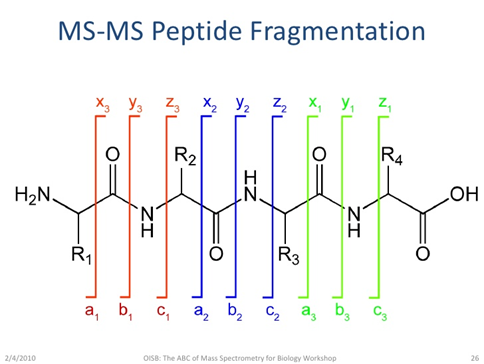 MS-MS Peptide Fragmentation
x3 y3 z3 x2 y2 z2 x1 y1 z1
O R2 H O R4
H2N N OH
N H R1 O R3 N H O
a1 b1 c1 a2 b2 c2 a3 b3 c3
2/4/2010 OISB: The ABC of Mass Spectrometry for Biology Workshop 26